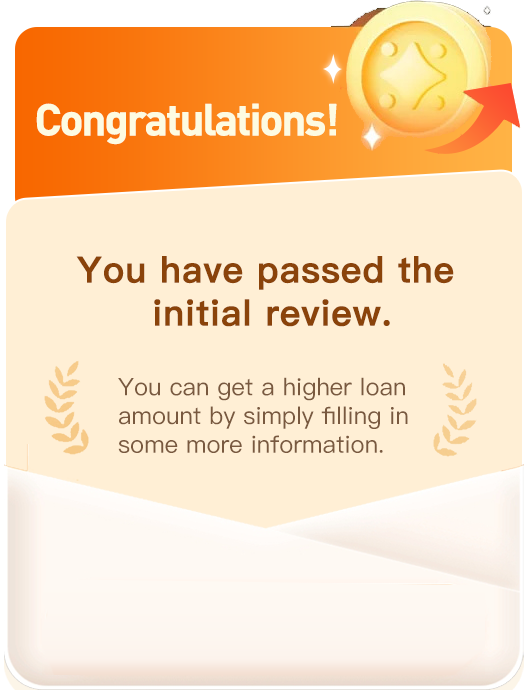 Congratulations!
You have passed the
initial review.
You can get a higher loan
amount by simply filling in
some more information.